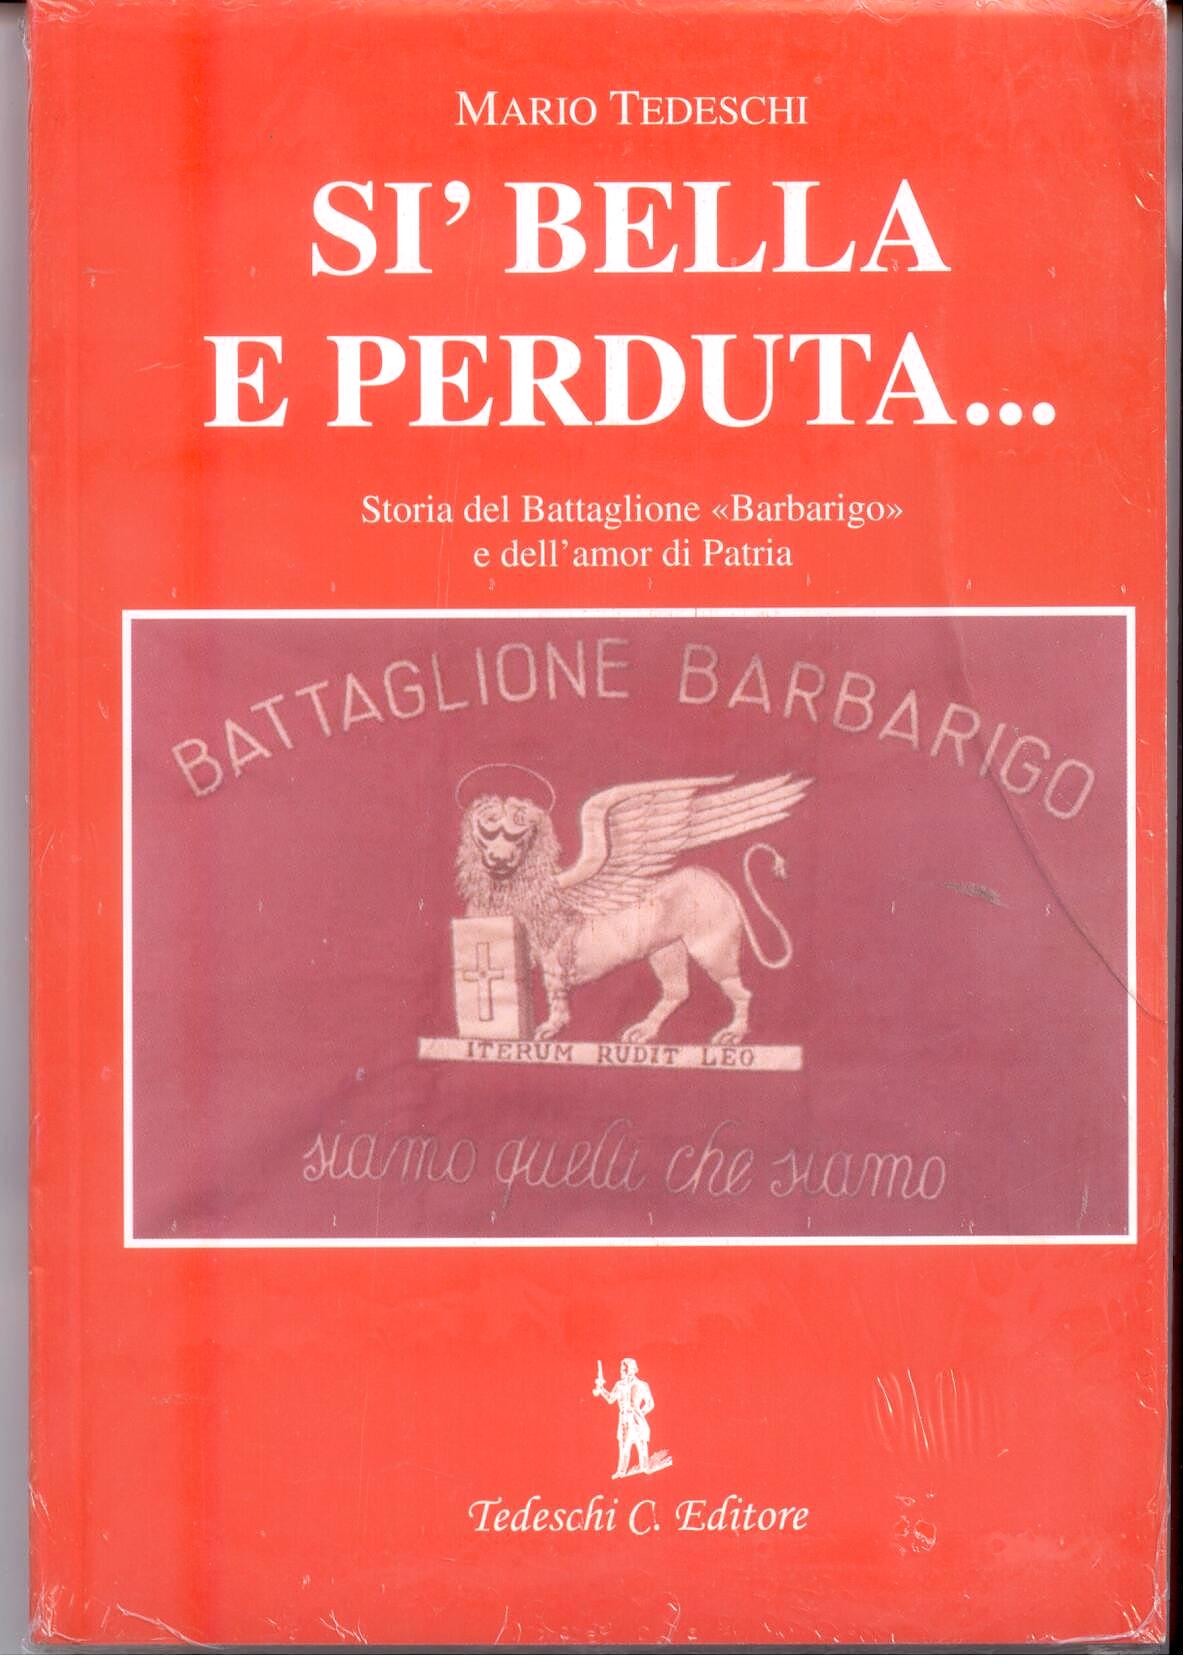 MARIO TEDESCHI
SI' BELLA
E PERDUTA...
Storia del Battaglione «Barbarigo»
e dell'amor di Patria
BATTAGLIONE BARBARIGO
ITERUM RUDIT LEO
siamo quelli che siamo
Tedeschi C. Editore